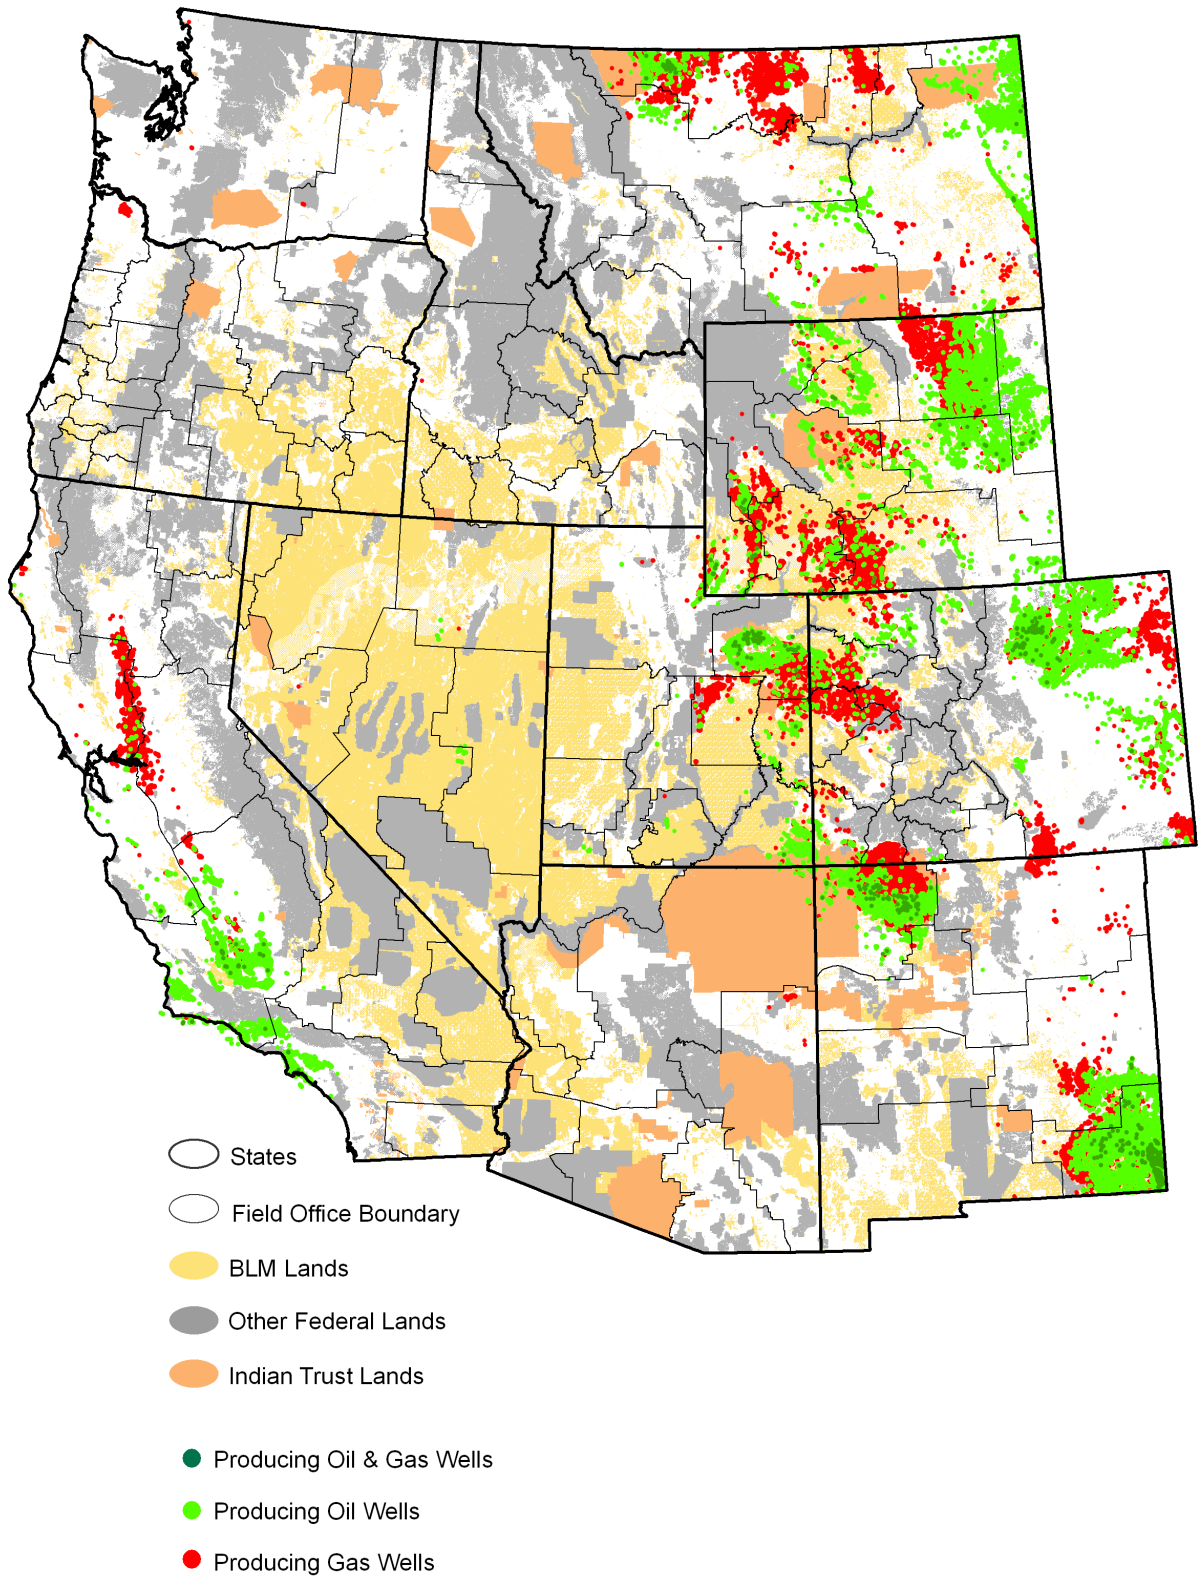 States
Field Office Boundary
BLM Lands
Other Federal Lands
Indian Trust Lands
Producing Oil & Gas Wells
Producing Oil Wells
Producing Gas Wells